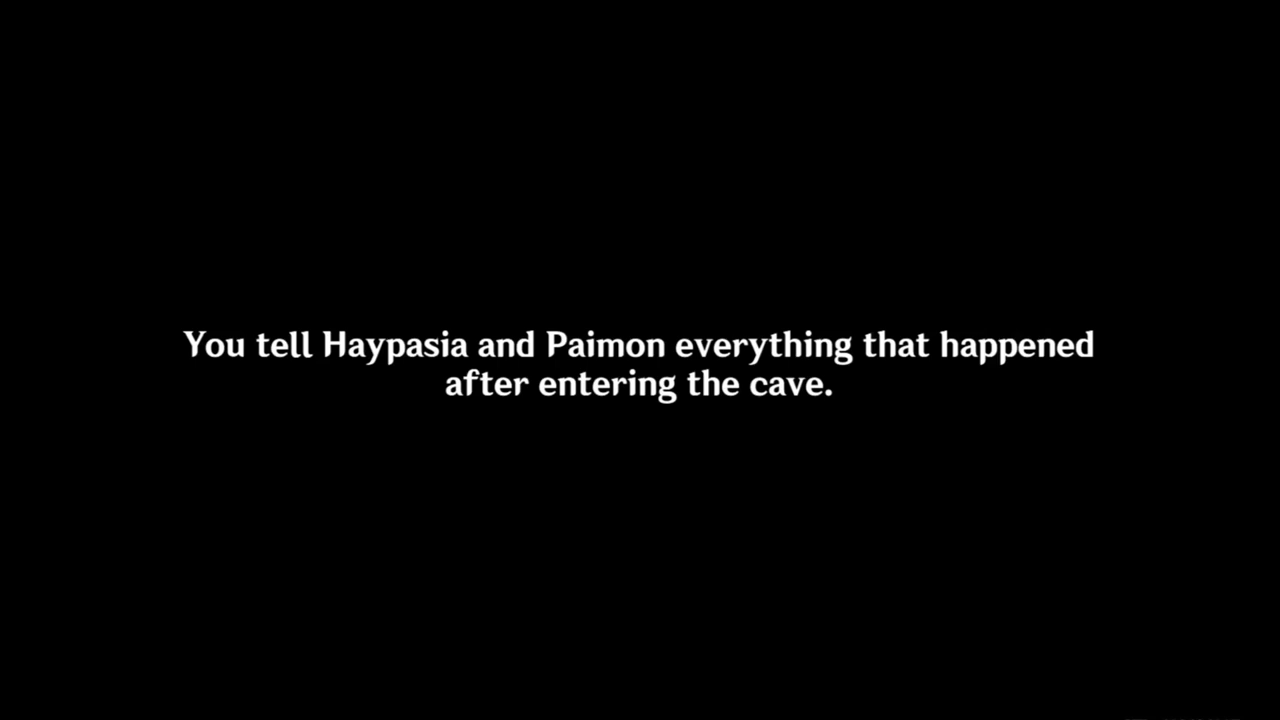 You tell Haypasia and Paimon everything that happened
after entering the cave.